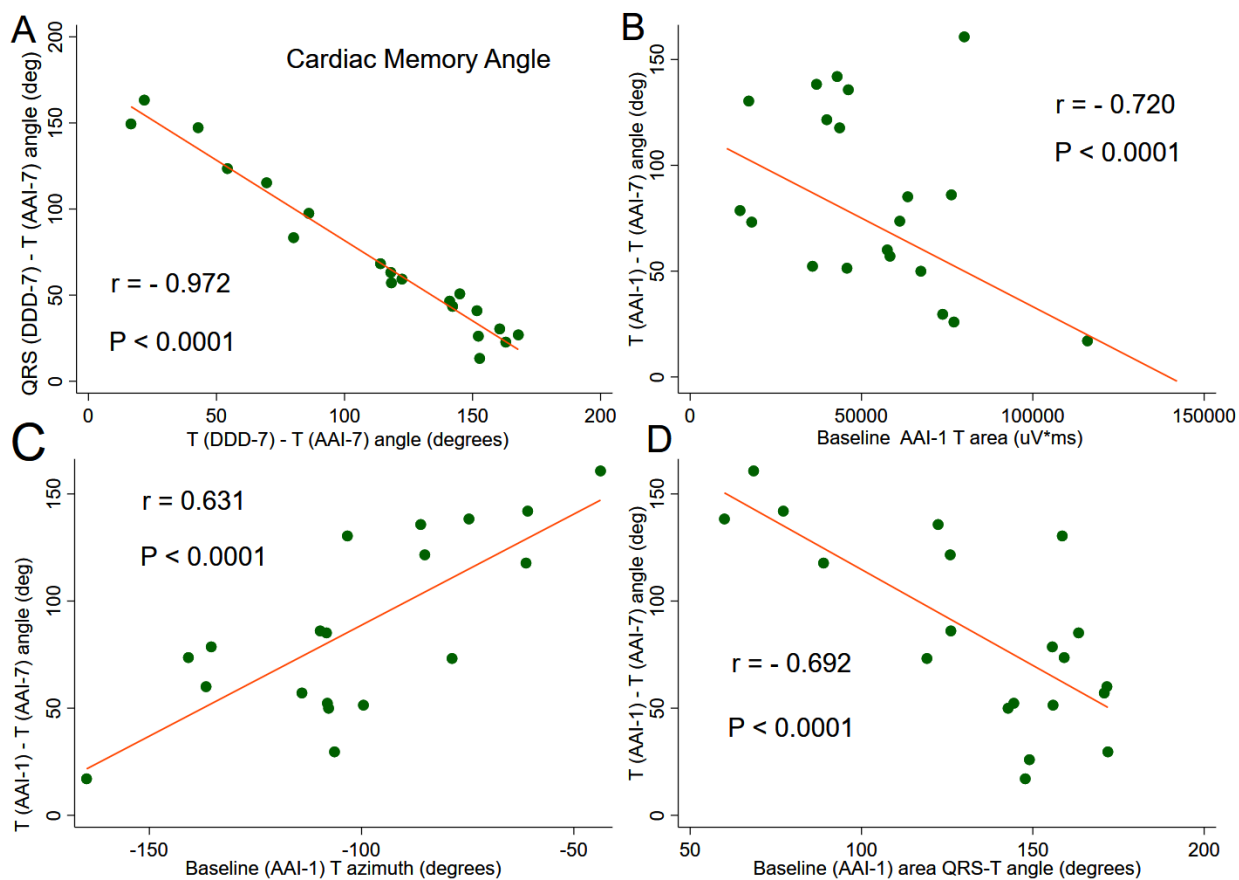 A
Cardiac Memory Angle
QRS (DDD-7) - T (AAI-7) angle (deg)
200
150
100
50
0
r = - 0.972
P < 0.0001
0 50 100 150 200
T (DDD-7) - T (AAI-7) angle (degrees)
B
T (AAI-1) - T (AAI-7) angle (deg)
150
100
50
0
r = - 0.720
P < 0.0001
0 50000 100000 150000
Baseline AAI-1 T area (uV*ms)
C
T (AAI-1) - T (AAI-7) angle (deg)
150
100
50
0
r = 0.631
P < 0.0001
-150 -100 -50
Baseline (AAI-1) T azimuth (degrees)
D
T (AAI-1) - T (AAI-7) angle (deg)
150
100
50
0
r = - 0.692
P < 0.0001
50 100 150 200
Baseline (AAI-1) area QRS-T angle (degrees)